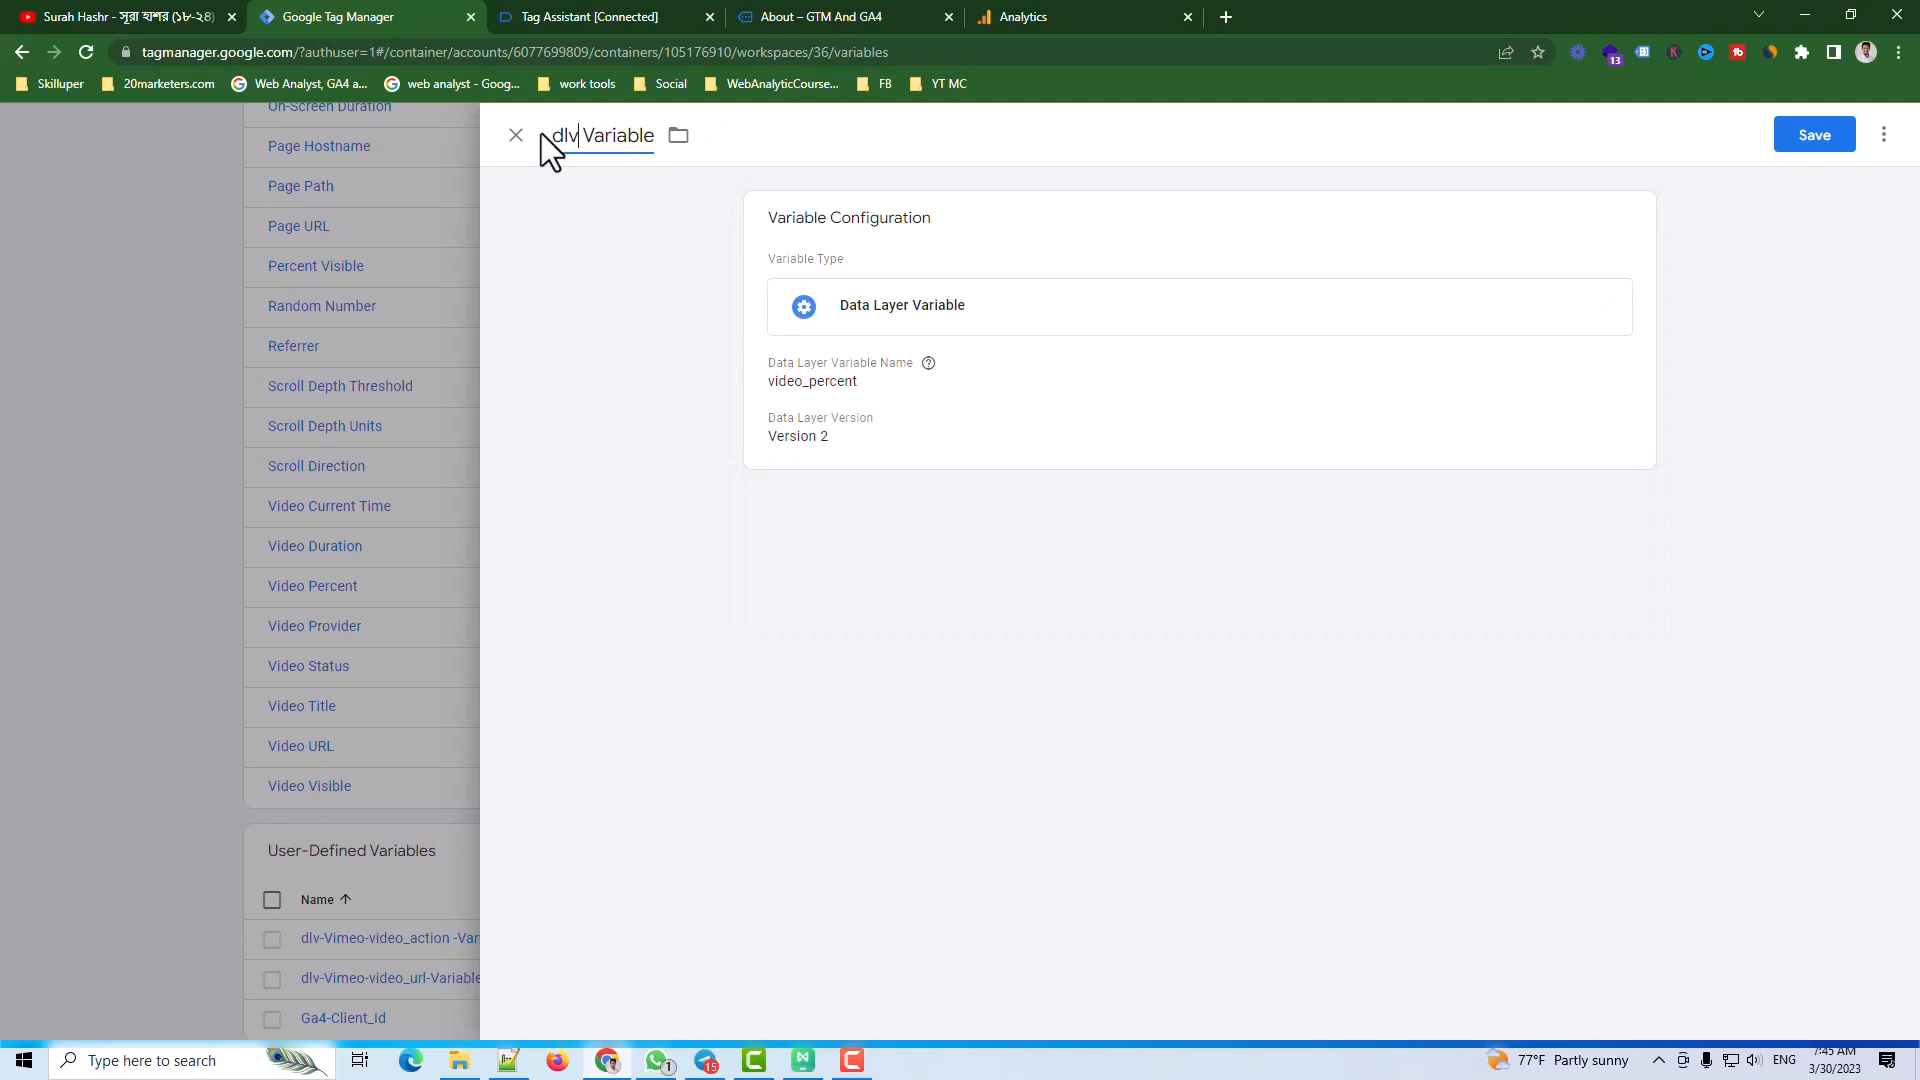 Surah Hashr - সূরা হাশর (১৮-২৪)
Google Tag Manager
Tag Assistant [Connected]
About – GTM And GA4
Analytics
tagmanager.google.com/?authuser=1#/container/accounts/6077699809/containers/105176910/workspaces/36/variables
13
Skilluper
20marketers.com
Web Analyst, GA4 a...
web analyst - Goog...
work tools
Social
WebAnalyticCourse...
FB
YT MC
On-Screen Duration
Page Hostname
Page Path
Page URL
Percent Visible
Random Number
Referrer
Scroll Depth Threshold
Scroll Depth Units
Scroll Direction
Video Current Time
Video Duration
Video Percent
Video Provider
Video Status
Video Title
Video URL
Video Visible
User-Defined Variables
Name
dlv-Vimeo-video_action -Var
dlv-Vimeo-video_url-Variable
Ga4-Client_Id
dlv Variable
Save
Variable Configuration
Variable Type
Data Layer Variable
Data Layer Variable Name
video_percent
Data Layer Version
Version 2
Type here to search
1
15
77°F Partly sunny
ENG
7:45 AM
3/30/2023